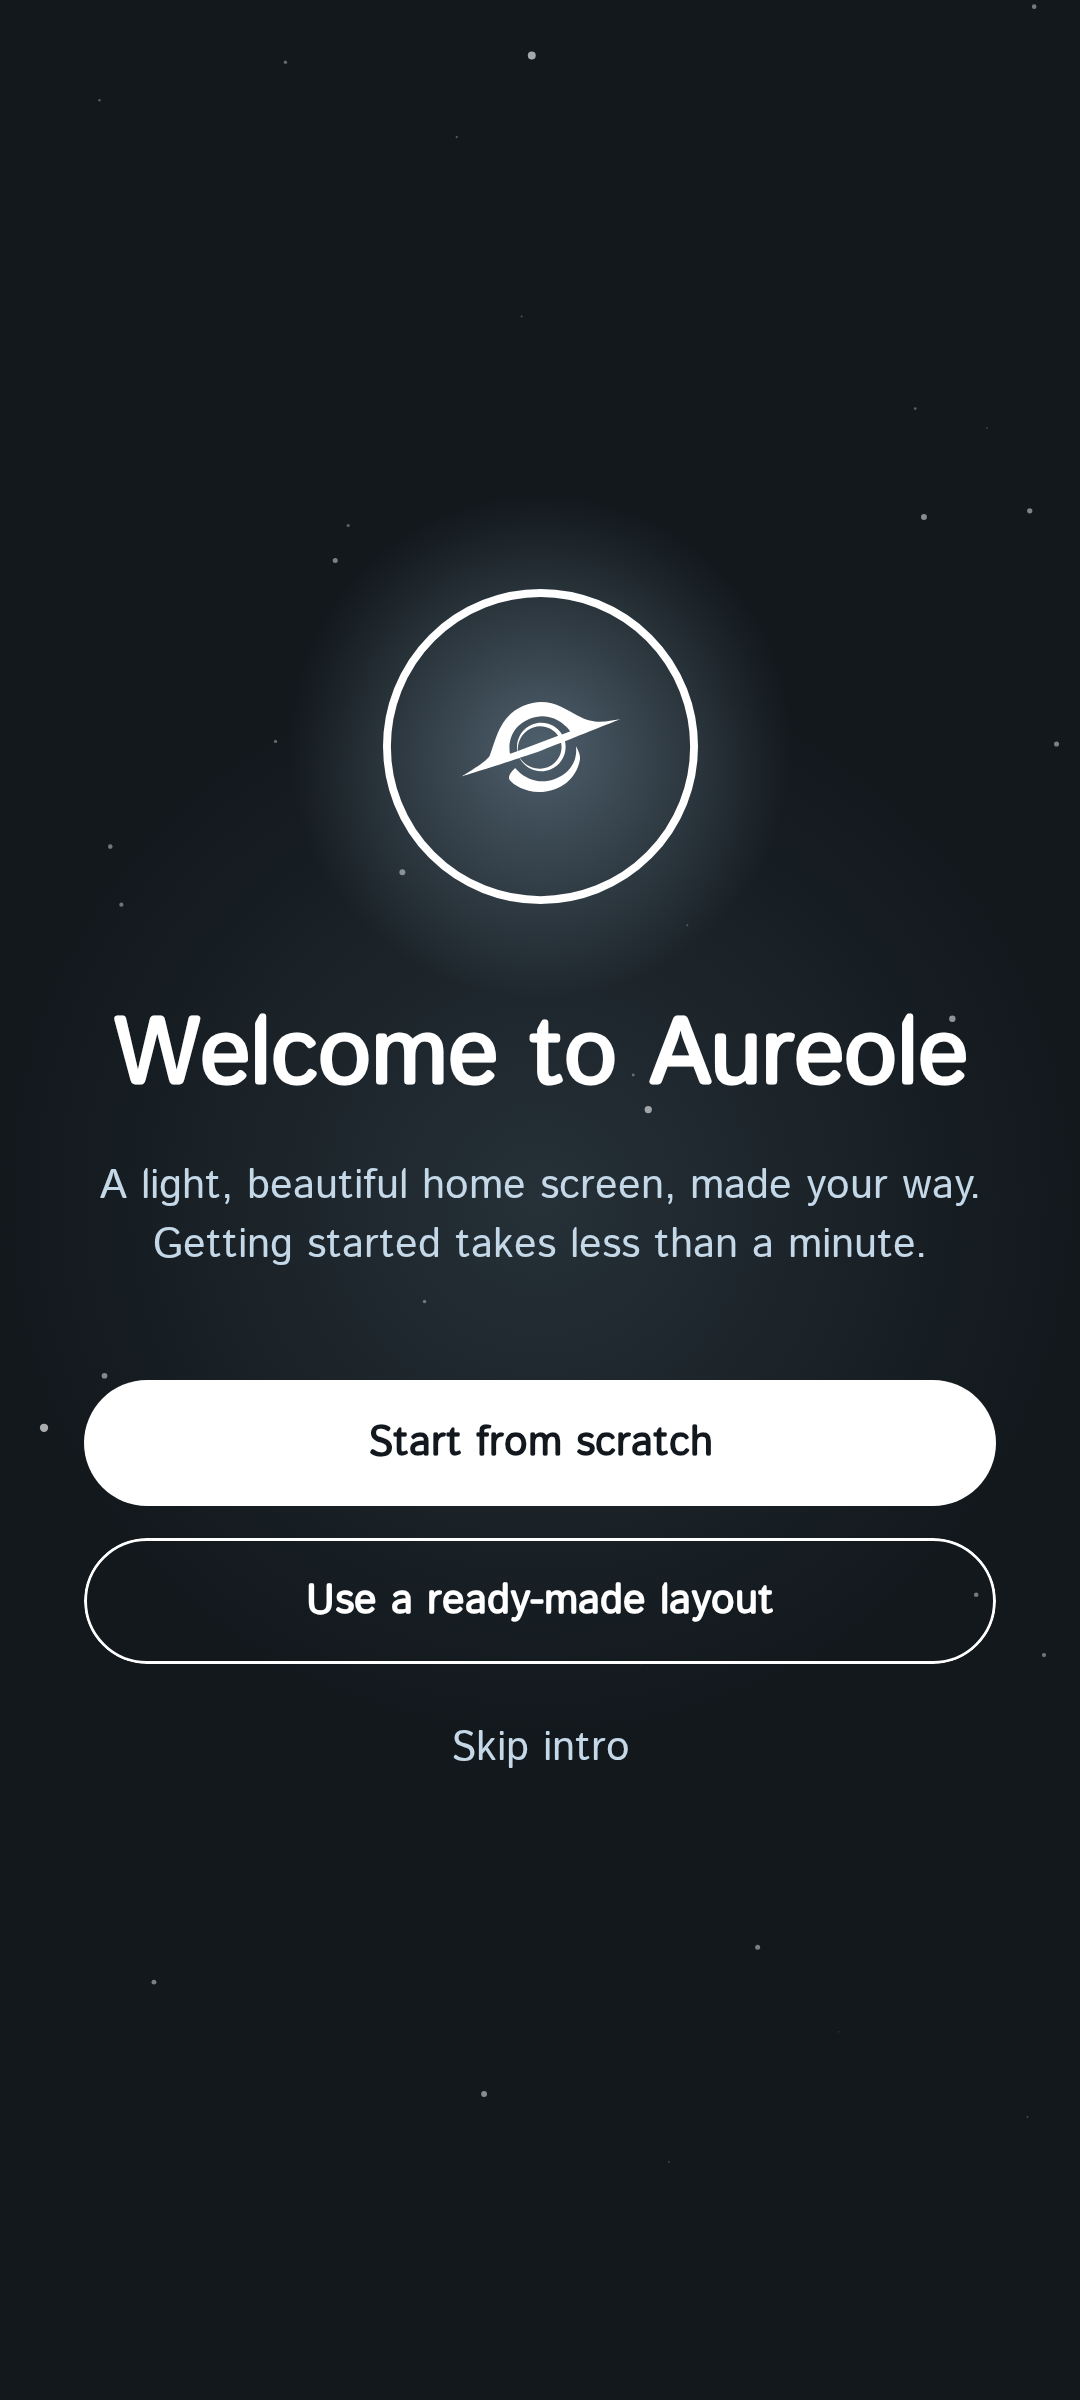 Welcome to Aureole
A light, beautiful home screen, made your way.
Getting started takes less than a minute.
Start from scratch
Use a ready-made layout
Skip intro